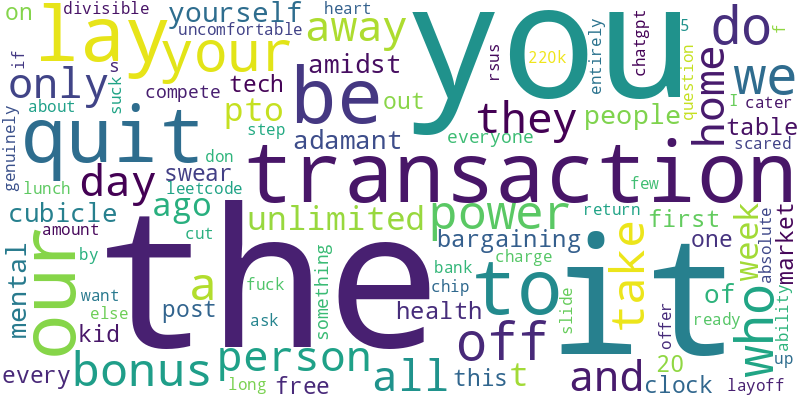 on divisible heart
lay yourself
uncomfortable
your away
you
do
if s
only
we
amidst
rsus
220k
entirely
chatgpt
5
question
f
home
compete tech
be
they
suck
about
pto out people
I cater
genuinely
quit
adamant
step
everyone
table
scared
don
transaction
day swear
lunch leetcode
few
ago
cubicle
cut
unlimited power return first
amount
bargaining one
week
absolute
market
our
by
the
it
to
take
of
who
ability
mental
want
a
post
else
fuck
ask
something
bank charge
chip
health
slide
offer
ready
kid
off
20
up
every bonus person
long free
all this t and clock
layoff